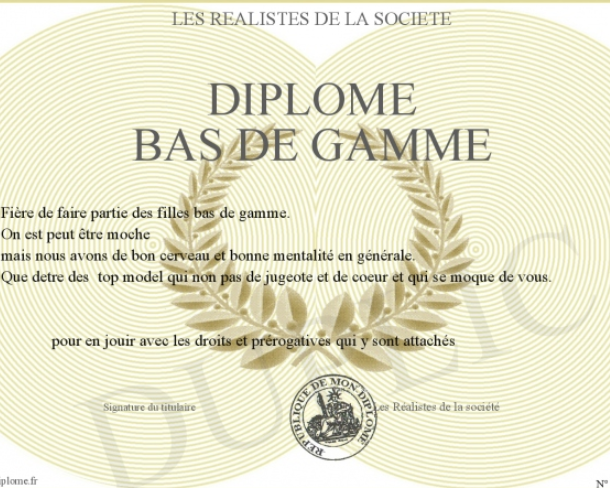 LES REALISTES DE LA SOCIETE
DIPLOME
BAS DE GAMME
Fière de faire partie des filles bas de gamme.
On est peut être moche
mais nous avons de bon cerveau et bonne mentalité en générale.
Que detre des  top model qui non pas de jugeote et de coeur et qui se moque de vous.
pour en jouir avec les droits et prérogatives qui y sont attachés
Signature du titulaire
Les Réalistes de la société
REPUBLIQUE DE MON DIPLOME
DUPLIC
iplome.fr
N°